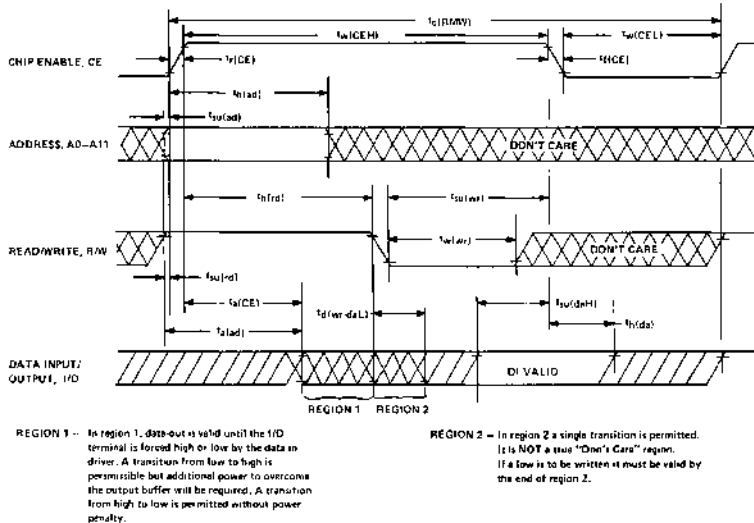 tc(RMW)
tw(CEH)
tw(CEL)
CHIP ENABLE, CE
tr(CE)
tf(CE)
th(ad)
tsu(ad)
ADDRESS, A0–A11
DON'T CARE
th(rd)
tsu(wr)
tw(wr)
READ/WRITE, R/W
DON'T CARE
tsu(rd)
ta(CE)
td(wr-daL)
tsu(daH)
ta(ad)
th(da)
DATA INPUT/
OUTPUT, I/O
DI VALID
REGION 1
REGION 2
REGION 1 – In region 1, data-out is valid until the I/O
terminal is forced high or low by the data in
driver. A transition from low to high is
permissible but additional power to overcome
the output buffer will be required. A transition
from high to low is permitted without power
penalty.
REGION 2 – In region 2 a single transition is permitted.
It is NOT a true "Don't Care" region.
If a low is to be written it must be valid by
the end of region 2.